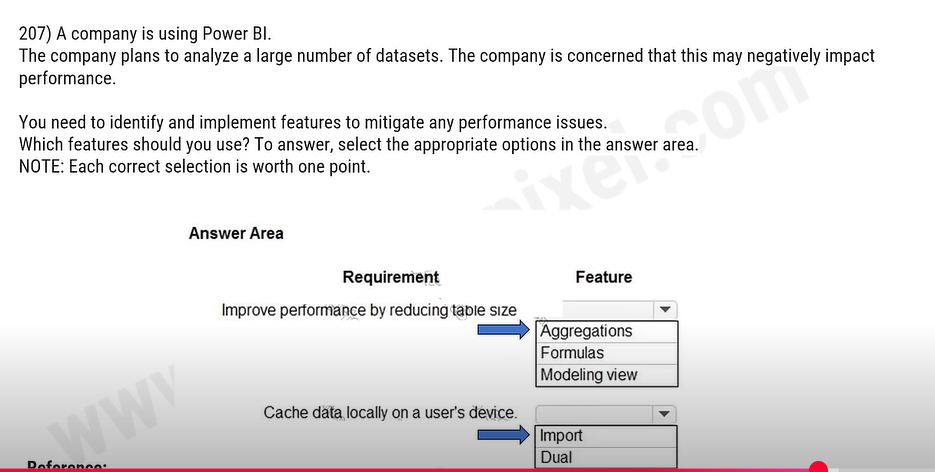 207) A company is using Power BI.
The company plans to analyze a large number of datasets. The company is concerned that this may negatively impact
performance.
You need to identify and implement features to mitigate any performance issues.
Which features should you use? To answer, select the appropriate options in the answer area.
NOTE: Each correct selection is worth one point.
Answer Area
Requirement Feature
Improve performance by reducing table size
Aggregations
Formulas
Modeling view
Cache data locally on a user's device.
Import
Dual
Reference:
www
pixel.com